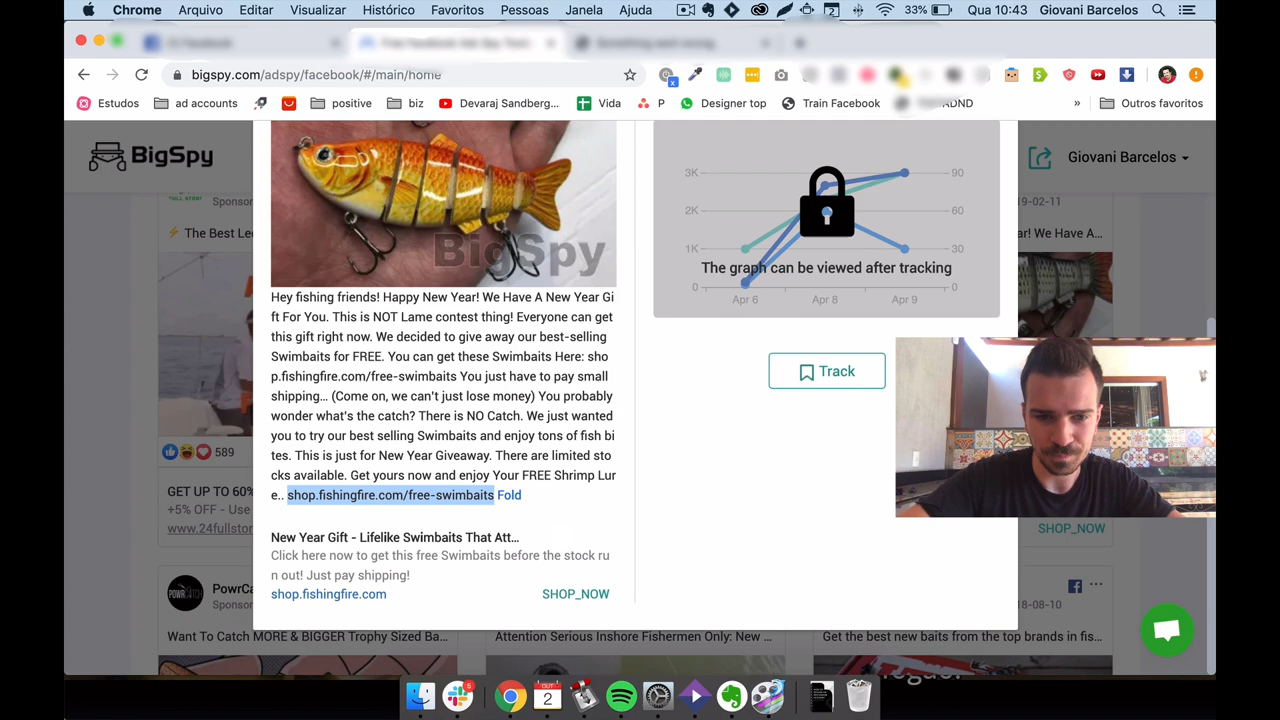 Chrome Arquivo Editar Visualizar Histórico Favoritos Pessoas Janela Ajuda 33% Qua 10:43 Giovani Barcelos
bigspy.com/adspy/facebook/#/main/home
Estudos ad accounts positive biz Devaraj Sandberg... Vida P Designer top Train Facebook » Outros favoritos
BigSpy
Giovani Barcelos
Sponsor
⚡ The Best Le
589
GET UP TO 60%
+5% OFF - Use
www.24fullstor
PowrCa
Sponsor
Want To Catch MORE & BIGGER Trophy Sized Ba...
BigSpy
Hey fishing friends! Happy New Year! We Have A New Year Gi
ft For You. This is NOT Lame contest thing! Everyone can get
this gift right now. We decided to give away our best-selling
Swimbaits for FREE. You can get these Swimbaits Here: sho
p.fishingfire.com/free-swimbaits You just have to pay small
shipping... (Come on, we can't just lose money) You probably
wonder what's the catch? There is NO Catch. We just wanted
you to try our best selling Swimbaits and enjoy tons of fish bi
tes. This is just for New Year Giveaway. There are limited sto
cks available. Get yours now and enjoy Your FREE Shrimp Lur
e.. shop.fishingfire.com/free-swimbaits Fold
New Year Gift - Lifelike Swimbaits That Att...
Click here now to get this free Swimbaits before the stock ru
n out! Just pay shipping!
shop.fishingfire.com SHOP_NOW
Attention Serious Inshore Fishermen Only: New ...
3K 90
2K 60
1K 30
0 0
Apr 6 Apr 8 Apr 9
The graph can be viewed after tracking
Track
19-02-11
ar! We Have A...
SHOP_NOW
18-08-10
Get the best new baits from the top brands in fis...
OUT
2
5